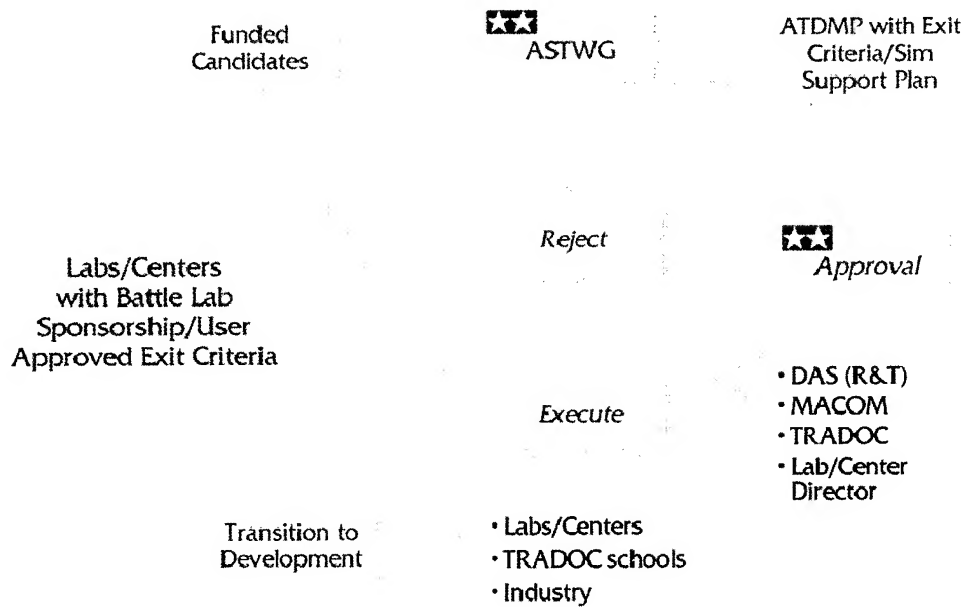 Funded
Candidates
ASTWG
ATDMP with Exit
Criteria/Sim
Support Plan
Reject
Approval
Labs/Centers
with Battle Lab
Sponsorship/User
Approved Exit Criteria
Execute
• DAS (R&T)
• MACOM
• TRADOC
• Lab/Center
Director
Transition to
Development
• Labs/Centers
• TRADOC schools
• Industry